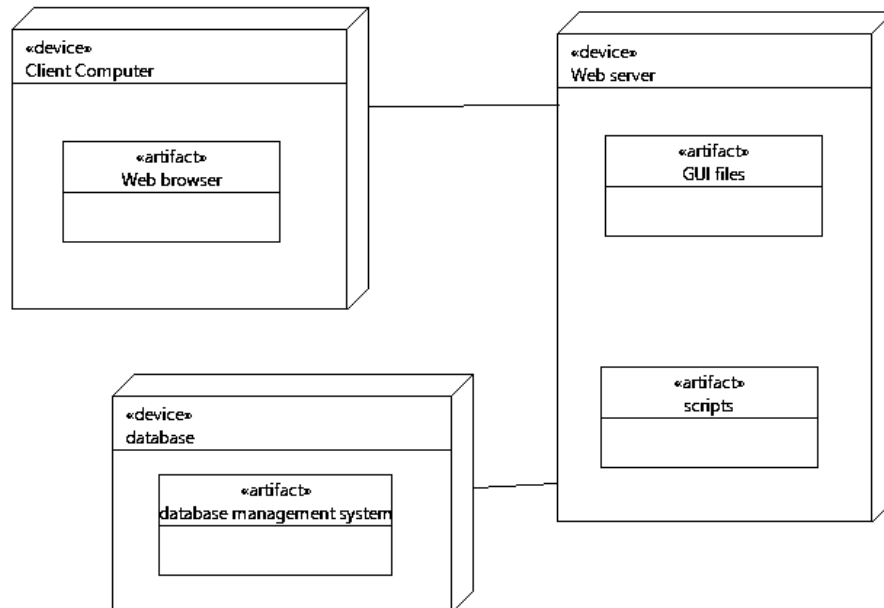 «device»
Client Computer
«artifact»
Web browser
«device»
Web server
«artifact»
GUI files
«artifact»
scripts
«device»
database
«artifact»
database management system